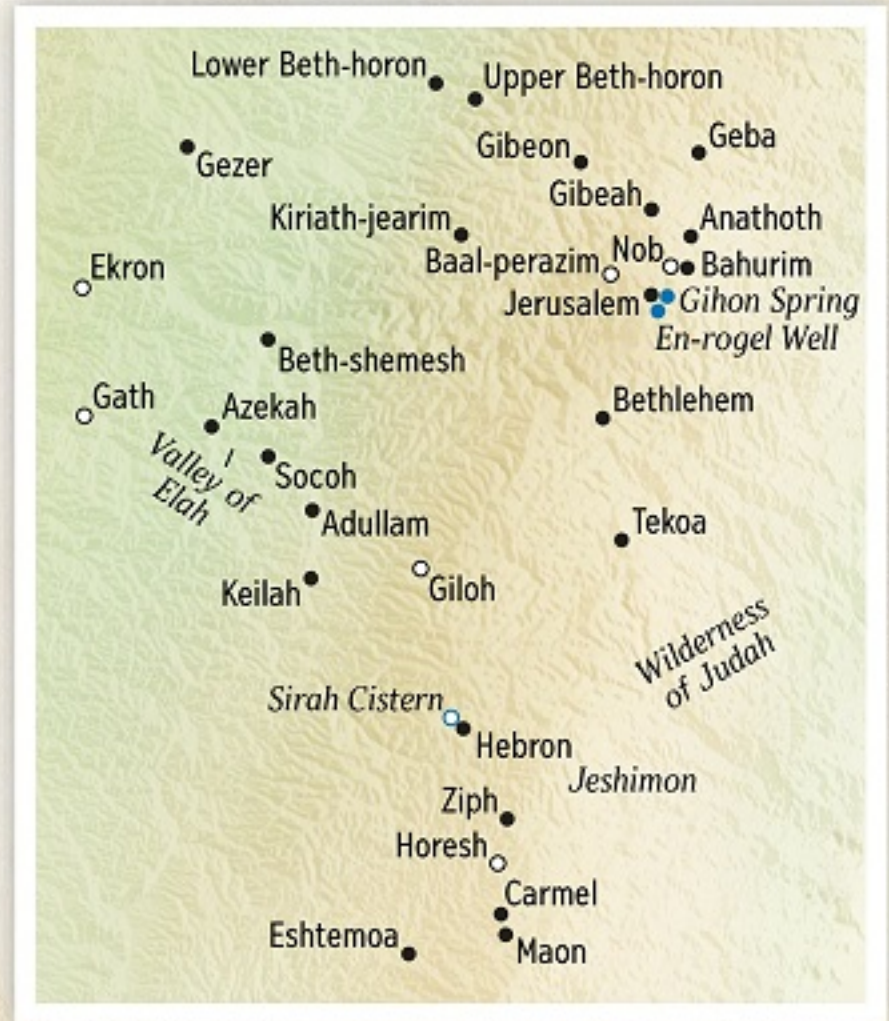 Lower Beth-horon
Upper Beth-horon
Gezer
Gibeon
Geba
Gibeah
Kiriath-jearim
Anathoth
Ekron
Baal-perazim
Nob
Bahurim
Jerusalem
Gihon Spring
En-rogel Well
Beth-shemesh
Gath
Azekah
Bethlehem
Valley of
Elah
Socoh
Adullam
Tekoa
Keilah
Giloh
Wilderness
of Judah
Sirah Cistern
Hebron
Jeshimon
Ziph
Horesh
Carmel
Eshtemoa
Maon